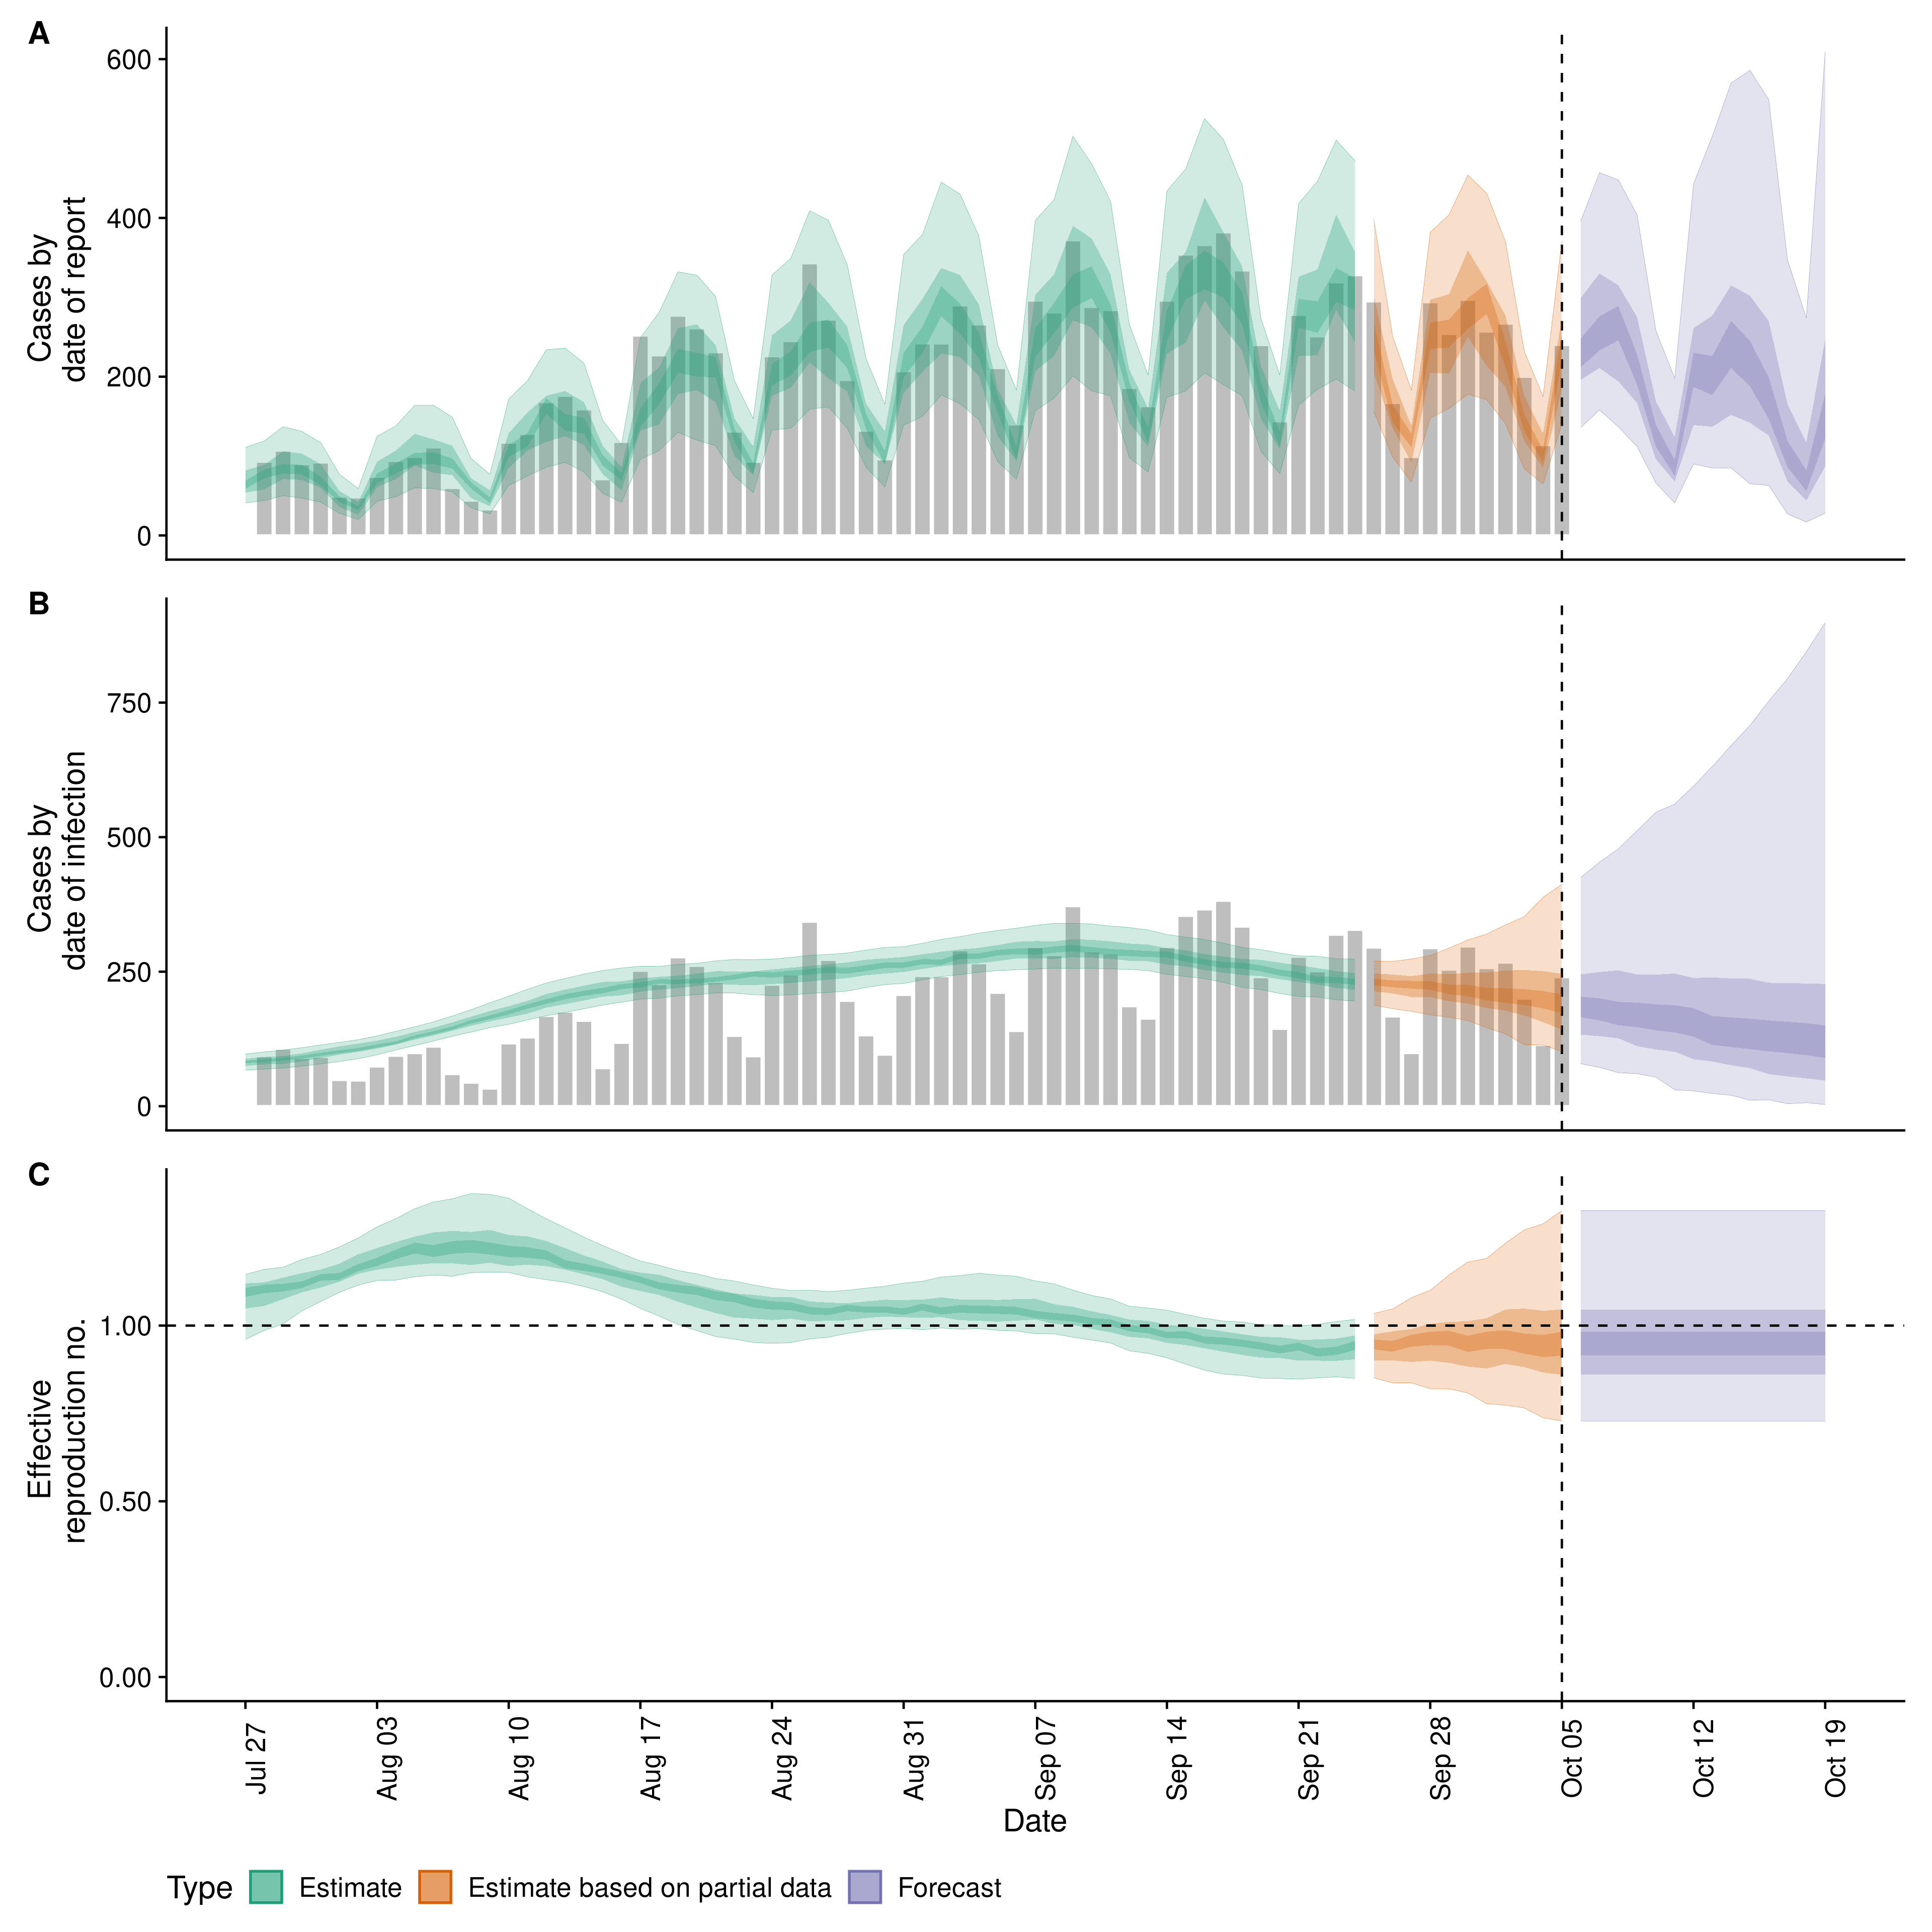 A
600
400
200
0
Cases by
date of report
B
750
500
250
0
Cases by
date of infection
C
1.00
0.50
0.00
Effective
reproduction no.
Jul 27
Aug 03
Aug 10
Aug 17
Aug 24
Aug 31
Sep 07
Sep 14
Sep 21
Sep 28
Oct 05
Oct 12
Oct 19
Date
Type Estimate Estimate based on partial data Forecast